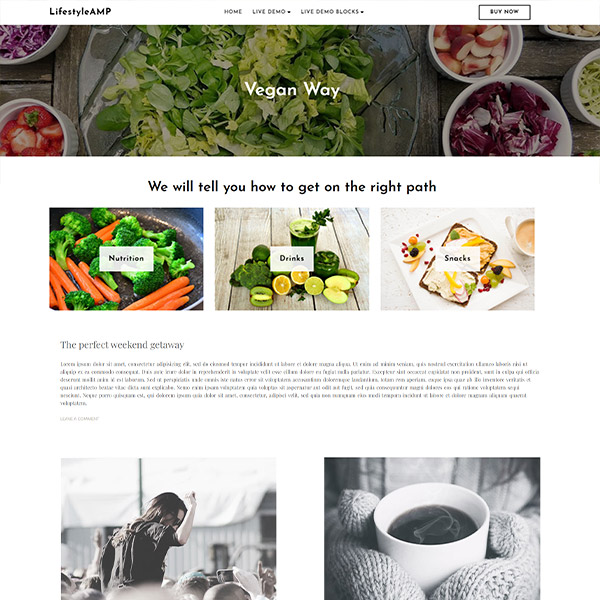 LifestyleAMP HOME LIVE DEMO LIVE DEMO BLOCKS BUY NOW
Vegan Way
We will tell you how to get on the right path
Nutrition Drinks Snacks
The perfect weekend getaway
Lorem ipsum dolor sit amet, consectetur adipisicing elit, sed do eiusmod tempor incididunt ut labore et dolore magna aliqua. Ut enim ad minim veniam, quis nostrud exercitation ullamco laboris nisi ut
aliquip ex ea commodo consequat. Duis aute irure dolor in reprehenderit in voluptate velit esse cillum dolore eu fugiat nulla pariatur. Excepteur sint occaecat cupidatat non proident, sunt in culpa qui officia
deserunt mollit anim id est laborum. Sed ut perspiciatis unde omnis iste natus error sit voluptatem accusantium doloremque laudantium, totam rem aperiam, eaque ipsa quae ab illo inventore veritatis et
quasi architecto beatae vitae dicta sunt explicabo. Nemo enim ipsam voluptatem quia voluptas sit aspernatur aut odit aut fugit, sed quia consequuntur magni dolores eos qui ratione voluptatem sequi
nesciunt. Neque porro quisquam est, qui dolorem ipsum quia dolor sit amet, consectetur, adipisci velit, sed quia non numquam eius modi tempora incidunt ut labore et dolore magnam aliquam quaerat
voluptatem.
LEAVE A COMMENT